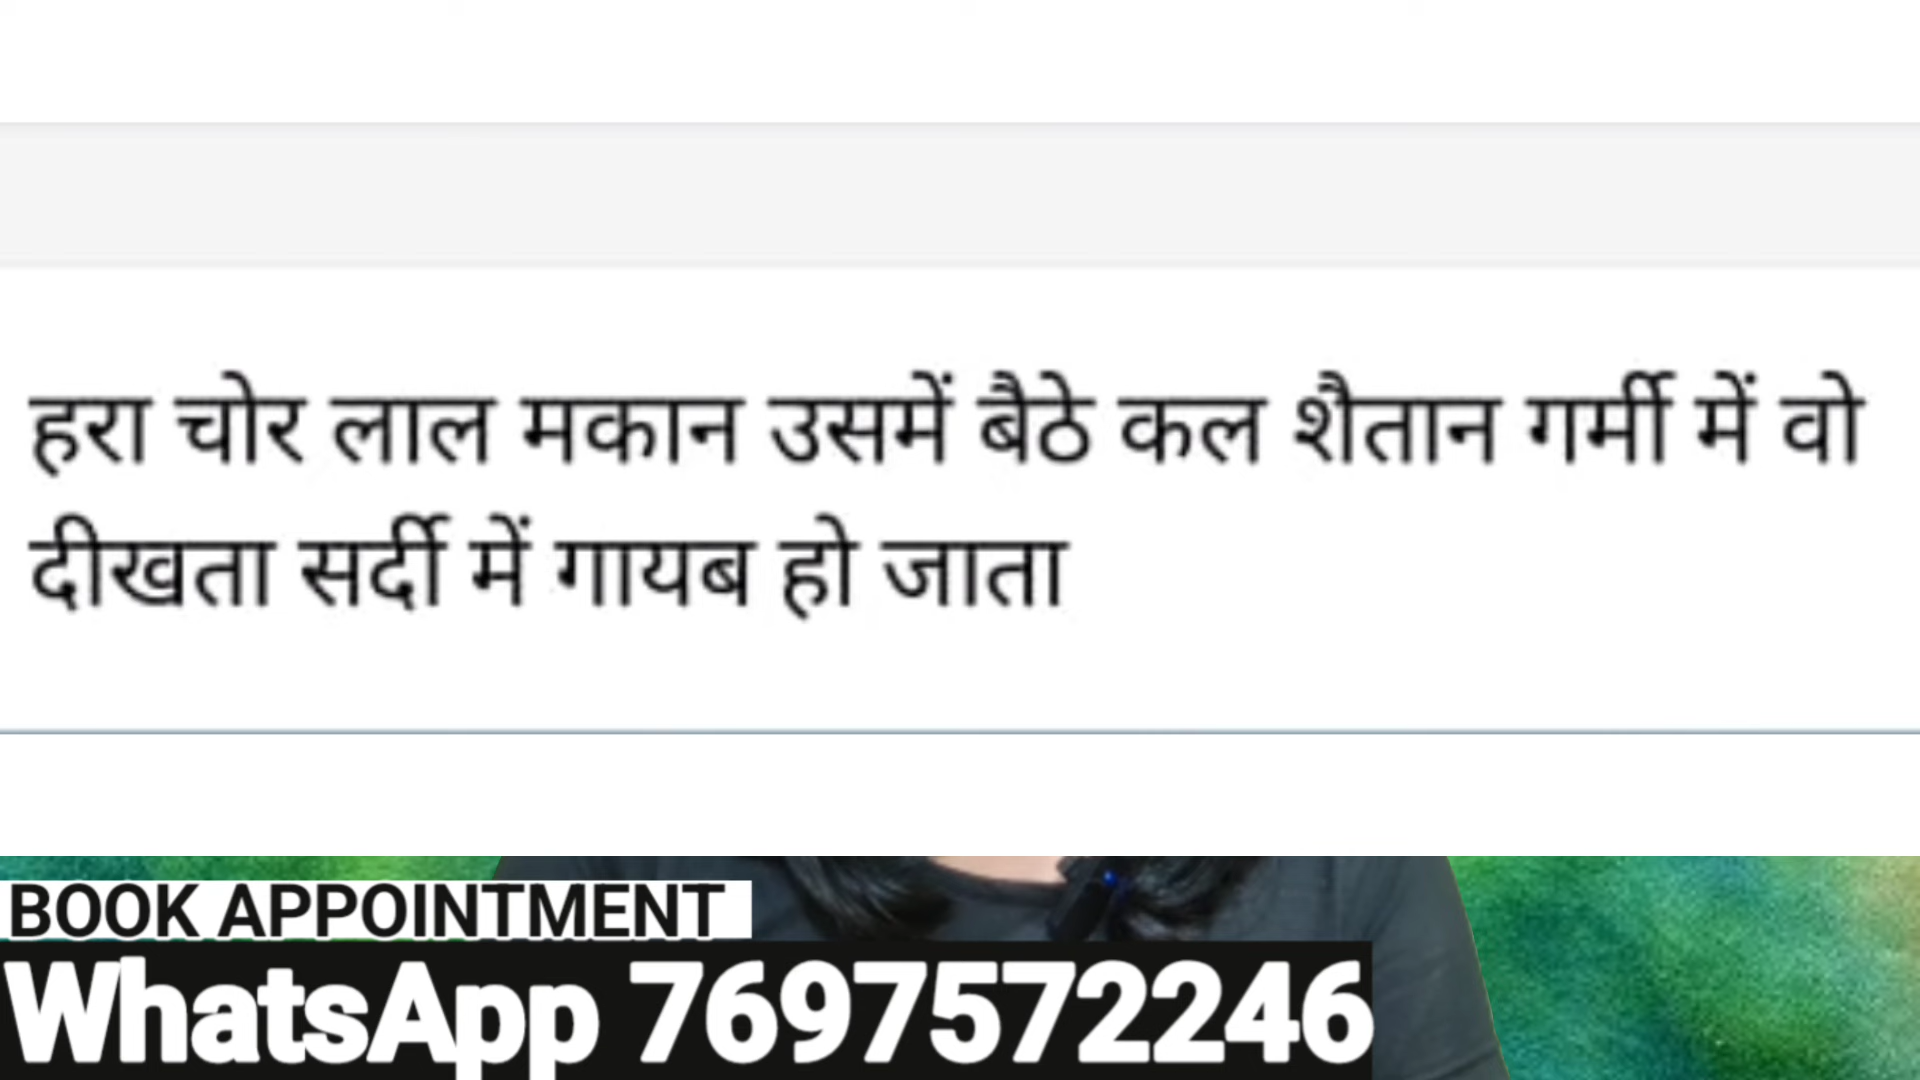 हरा चोर लाल मकान उसमें बैठे कल शैतान गर्मी में वो
दीखता सर्दी में गायब हो जाता
BOOK APPOINTMENT
WhatsApp 7697572246